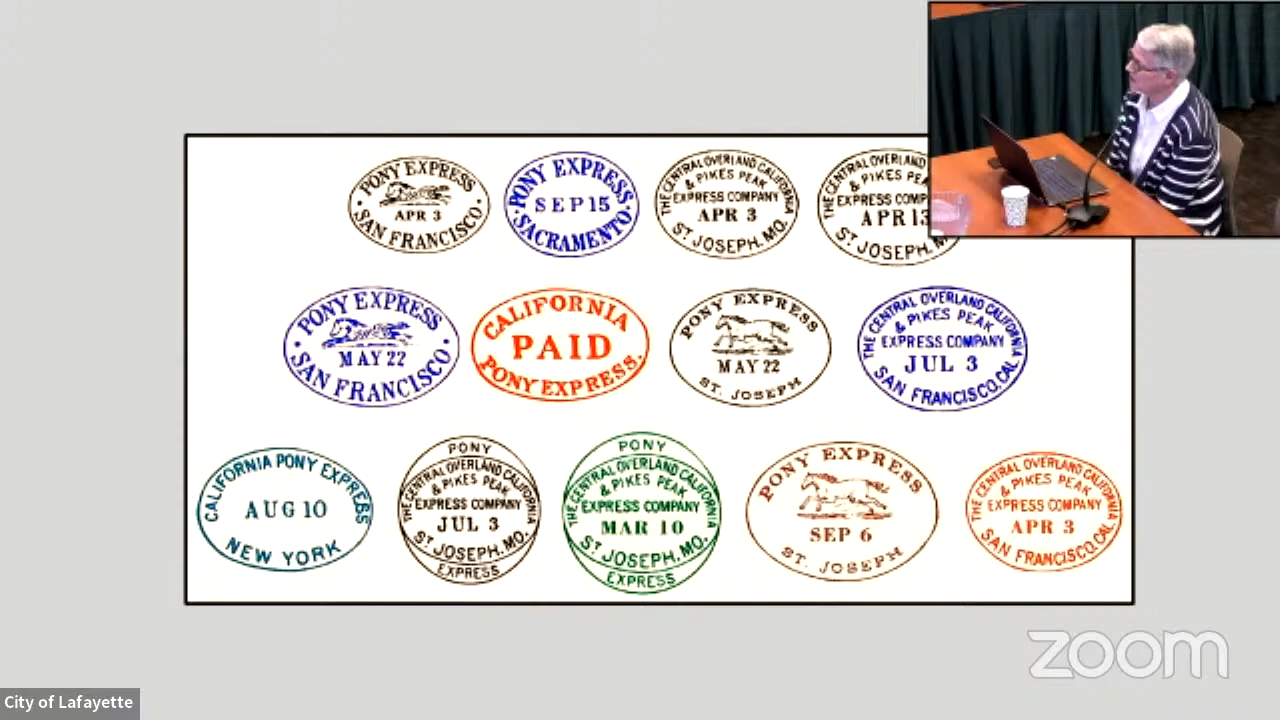 PONY EXPRESS
APR 3
SAN FRANCISCO
PONY EXPRESS
SEP 15
SACRAMENTO
THE CENTRAL OVERLAND CALIFORNIA
& PIKES PEAK
EXPRESS COMPANY
APR 3
ST. JOSEPH, MO.
THE CENTRAL OVERLAND
& PIKES PEAK
APR 13
ST. JOSEPH,
PONY EXPRESS
MAY 22
SAN FRANCISCO
CALIFORNIA
PAID
PONY EXPRESS.
PONY EXPRESS
MAY 22
ST. JOSEPH
THE CENTRAL OVERLAND CALIFORNIA
& PIKES PEAK
EXPRESS COMPANY
JUL 3
SAN FRANCISCO, CAL.
CALIFORNIA PONY EXPRESS
AUG 10
NEW YORK
PONY
THE CENTRAL OVERLAND CALIFORNIA
& PIKES PEAK
EXPRESS COMPANY
JUL 3
ST. JOSEPH, MO.
EXPRESS
PONY
THE CENTRAL OVERLAND CALIFORNIA
& PIKES PEAK
EXPRESS COMPANY
MAR 10
ST. JOSEPH, MO.
EXPRESS
PONY EXPRESS
SEP 6
ST. JOSEPH
THE CENTRAL OVERLAND CALIFORNIA
& PIKES PEAK
EXPRESS COMPANY
APR 3
SAN FRANCISCO, CAL.
zoom
City of Lafayette